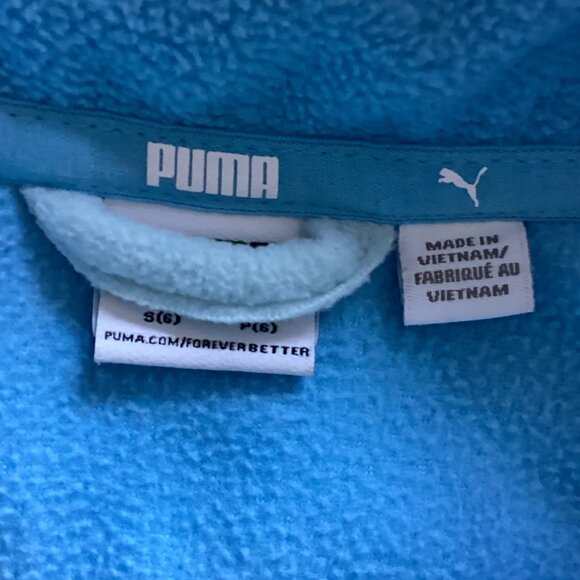 PUMA
MADE IN
VIETNAM/
FABRIQUÉ AU
VIETNAM
S(6) P(6)
PUMA.COM/FOREVERBETTER